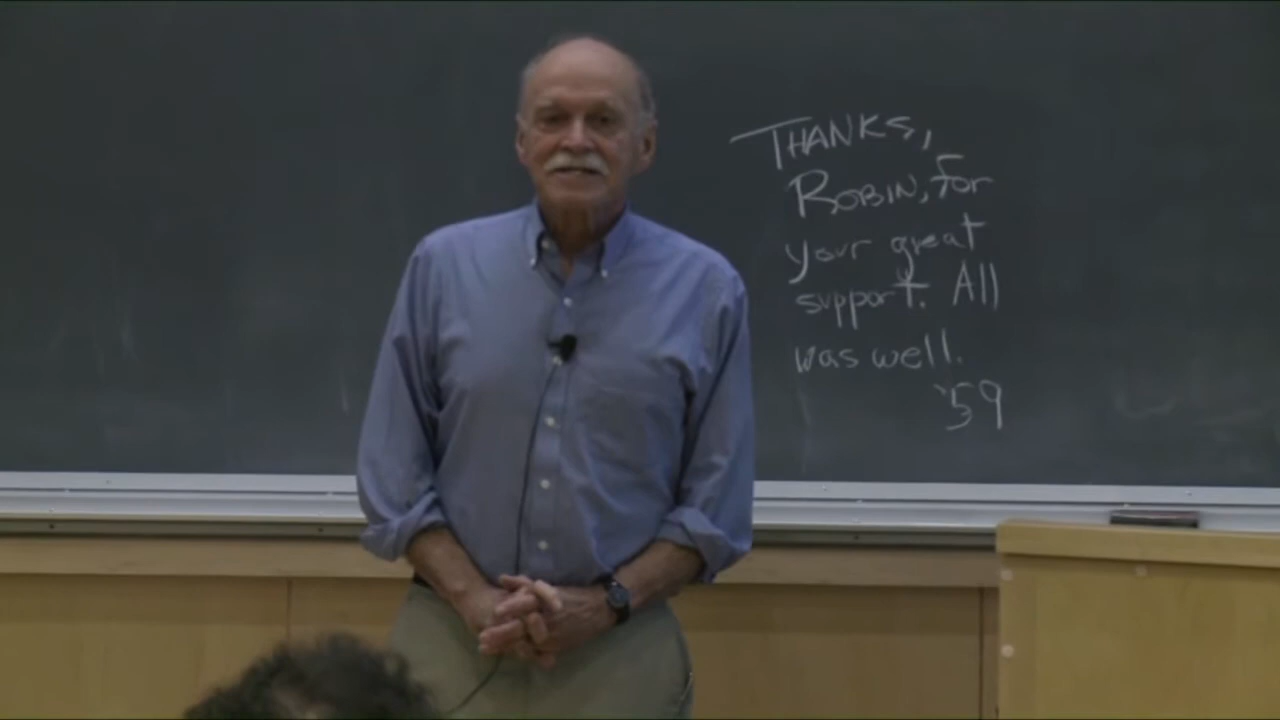 THANKS,
ROBIN, For
your great
support. All
was well.
'59